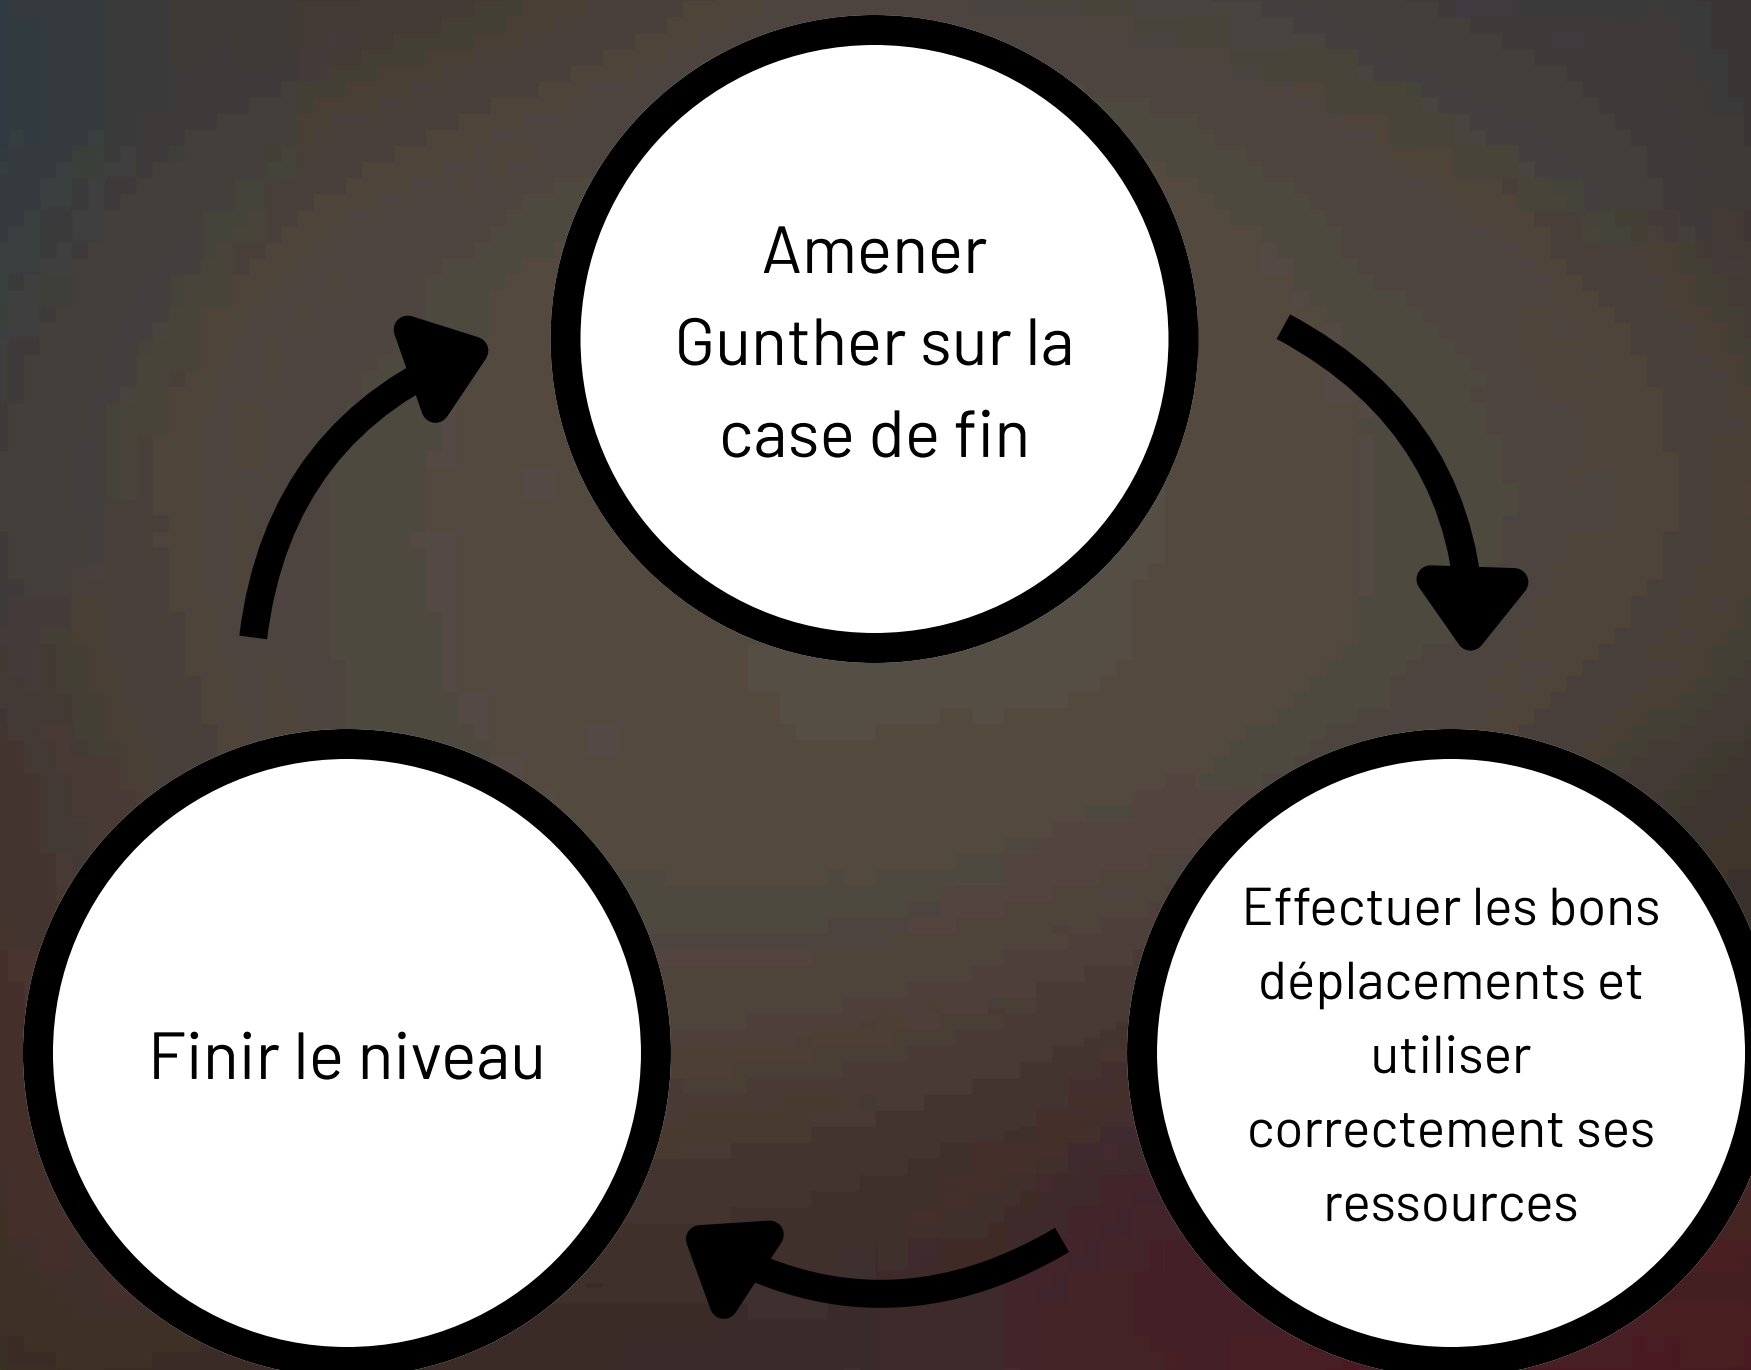 Amener
Gunther sur la
case de fin
Effectuer les bons
déplacements et
utiliser
correctement ses
ressources
Finir le niveau